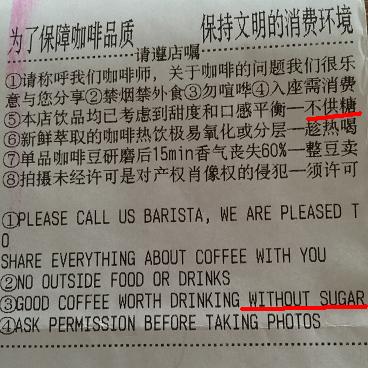 为了保障咖啡品质 保持文明的消费环境
请遵店嘱
①请称呼我们咖啡师，关于咖啡的问题我们很乐
意与您分享②禁烟禁外食③勿喧哗④入座需消费
⑤本店饮品均已考虑到甜度和口感平衡—不供糖
⑥新鲜萃取的咖啡热饮极易氧化或分层—趁热喝
⑦单品咖啡豆研磨后15min香气丧失60%—整豆卖
⑧拍摄未经许可是对产权肖像权的侵犯—须许可
①PLEASE CALL US BARISTA, WE ARE PLEASED T
O
SHARE EVERYTHING ABOUT COFFEE WITH YOU
②NO OUTSIDE FOOD OR DRINKS
③GOOD COFFEE WORTH DRINKING WITHOUT SUGAR
④ASK PERMISSION BEFORE TAKING PHOTOS